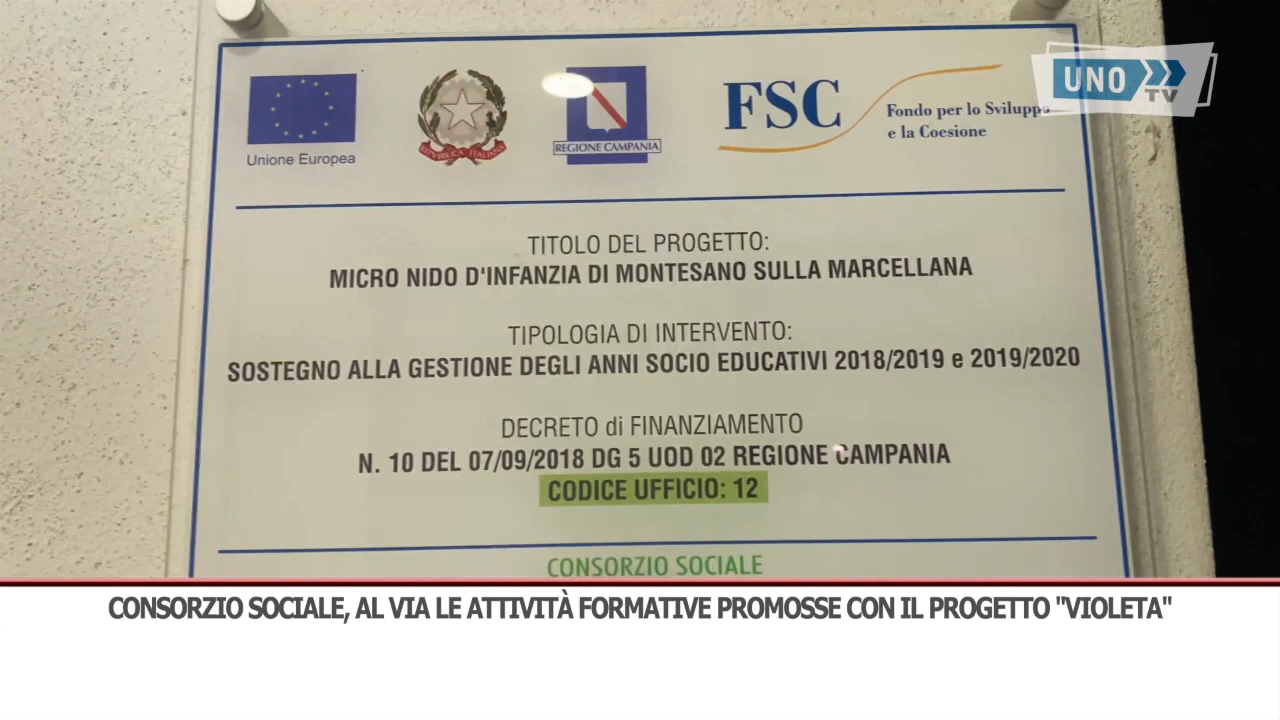 UNO TV
FSC
Fondo per lo Sviluppo
e la Coesione
Unione Europea
REPVBBLICA ITALIANA
REGIONE CAMPANIA
TITOLO DEL PROGETTO:
MICRO NIDO D'INFANZIA DI MONTESANO SULLA MARCELLANA
TIPOLOGIA DI INTERVENTO:
SOSTEGNO ALLA GESTIONE DEGLI ANNI SOCIO EDUCATIVI 2018/2019 e 2019/2020
DECRETO di FINANZIAMENTO
N. 10 DEL 07/09/2018 DG 5 UOD 02 REGIONE CAMPANIA
CODICE UFFICIO: 12
CONSORZIO SOCIALE
CONSORZIO SOCIALE, AL VIA LE ATTIVITÀ FORMATIVE PROMOSSE CON IL PROGETTO "VIOLETA"